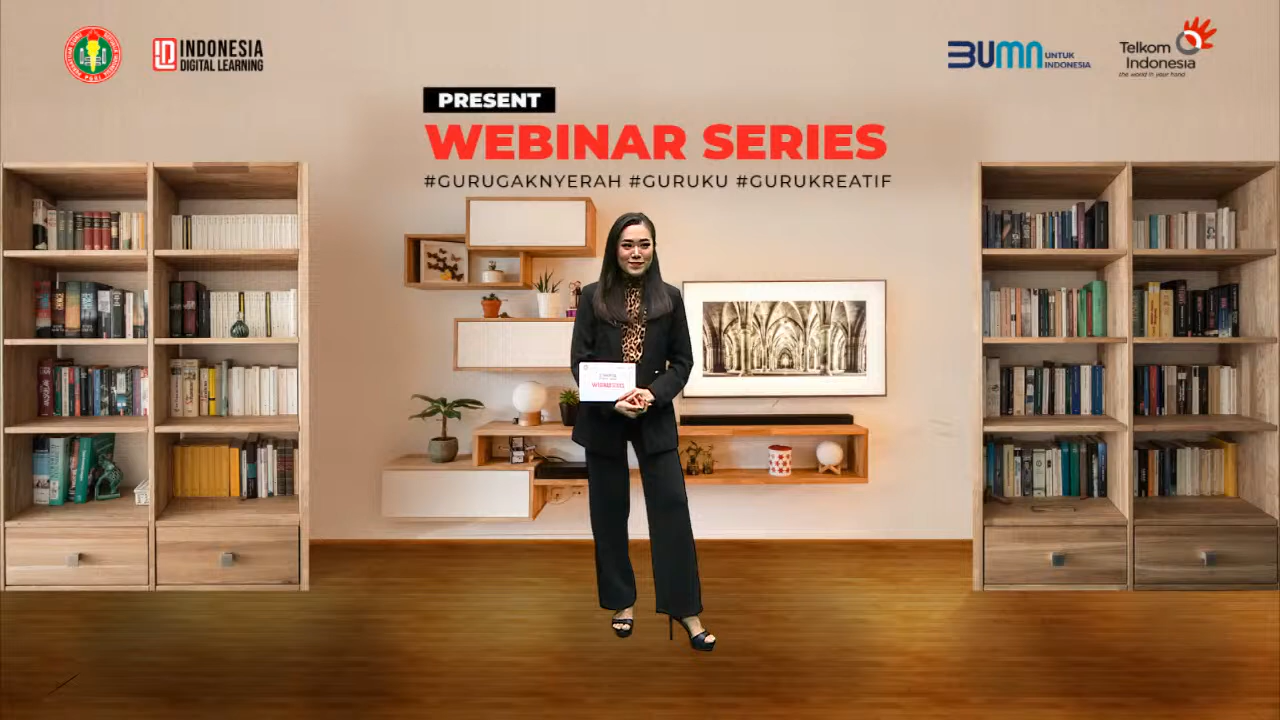 INDONESIA
DIGITAL LEARNING
BUMN UNTUK
INDONESIA
Telkom
Indonesia
the world in your hand
PRESENT
WEBINAR SERIES
#GURUGAKNYERAH #GURUKU #GURUKREATIF